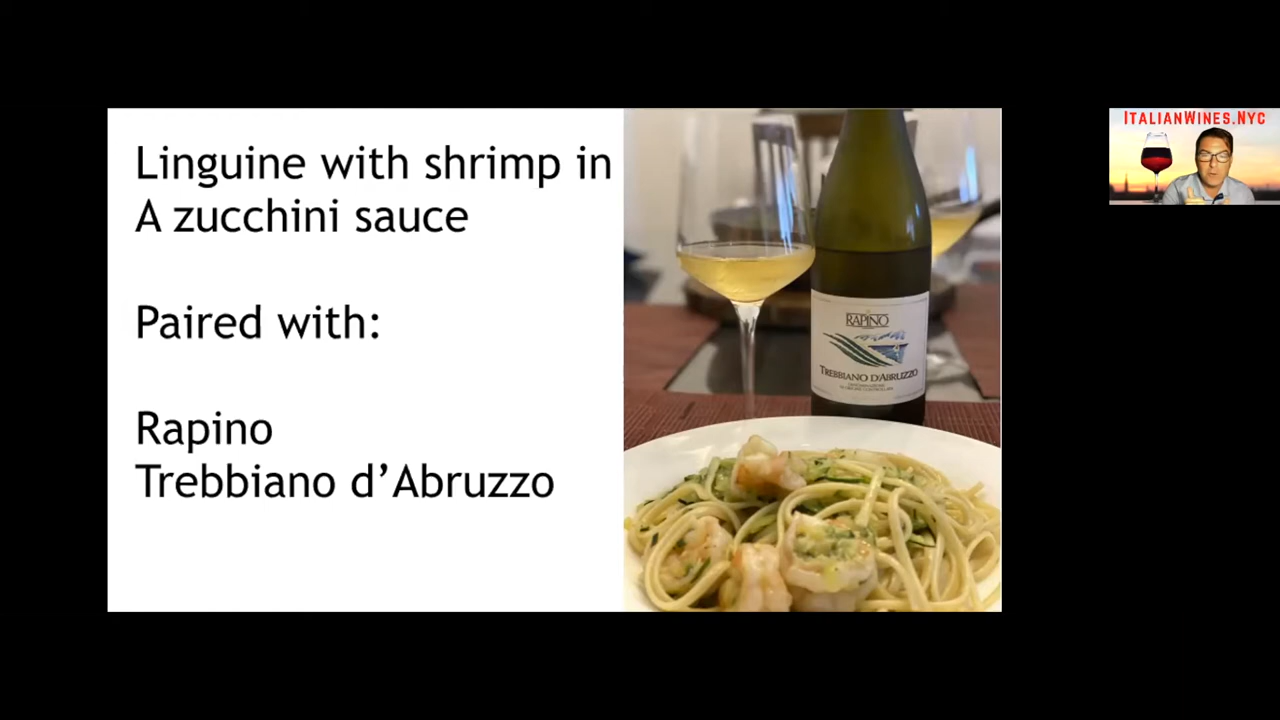 Linguine with shrimp in
A zucchini sauce
Paired with:
Rapino
Trebbiano d’Abruzzo
ItalianWines.NYC
RAPINO
TREBBIANO D'ABRUZZO